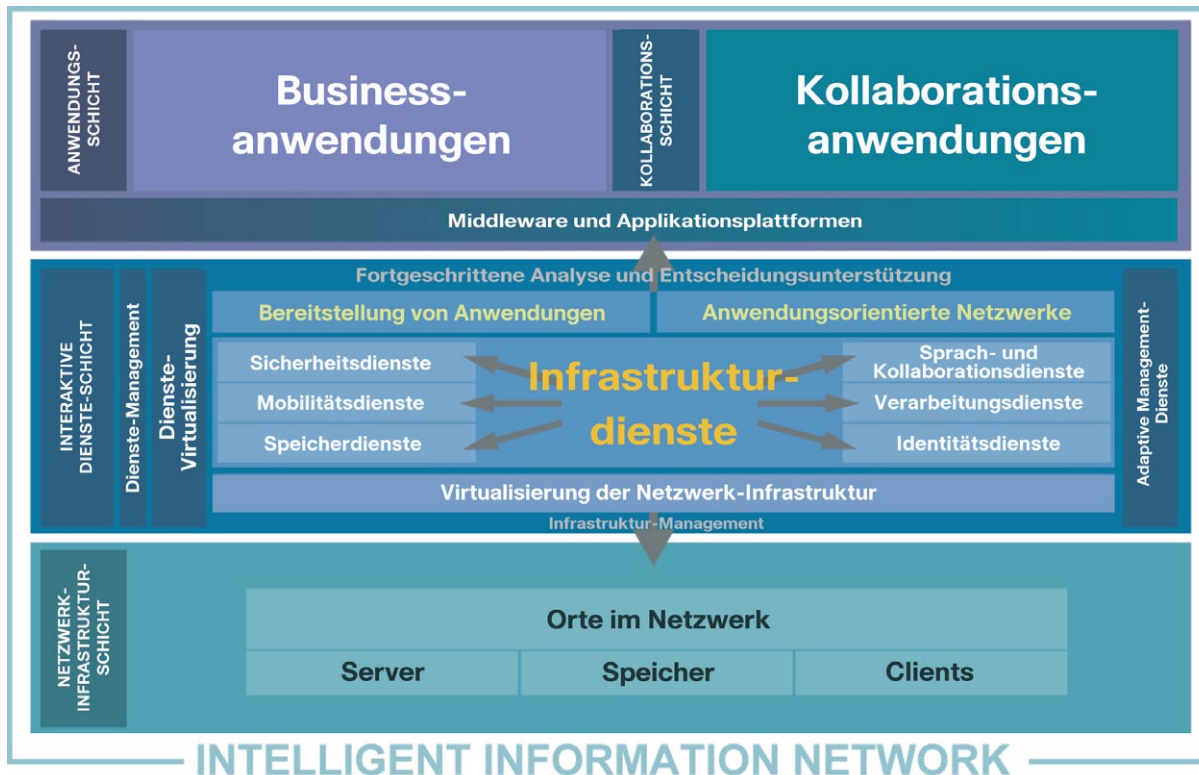 ANWENDUNGS-
SCHICHT
Business-
anwendungen
KOLLABORATIONS-
SCHICHT
Kollaborations-
anwendungen
Middleware und Applikationsplattformen
INTERAKTIVE
DIENSTE-SCHICHT
Dienste-Management
Dienste-
Virtualisierung
Fortgeschrittene Analyse und Entscheidungsunterstützung
Bereitstellung von Anwendungen
Anwendungsorientierte Netzwerke
Sicherheitsdienste
Mobilitätsdienste
Speicherdienste
Infrastruktur-
dienste
Sprach- und
Kollaborationsdienste
Verarbeitungsdienste
Identitätsdienste
Virtualisierung der Netzwerk-Infrastruktur
Infrastruktur-Management
Adaptive Management-
Dienste
NETZWERK-
INFRASTRUKTUR-
SCHICHT
Orte im Netzwerk
Server
Speicher
Clients
INTELLIGENT INFORMATION NETWORK